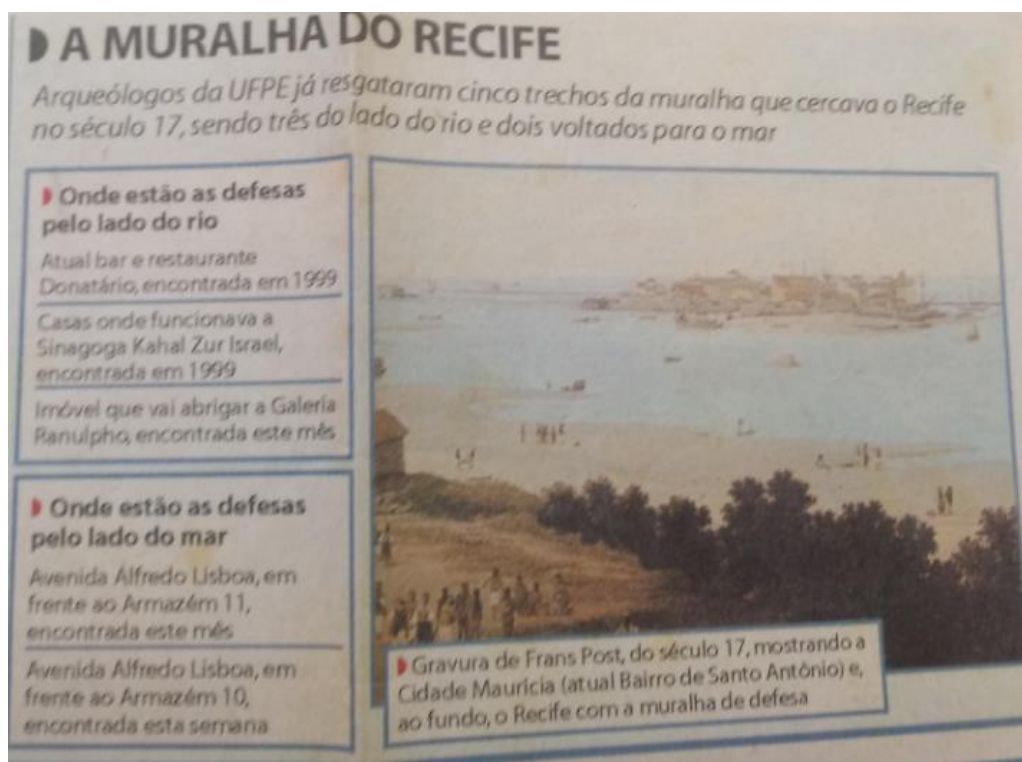 A MURALHA DO RECIFE
Arqueólogos da UFPE já resgataram cinco trechos da muralha que cercava o Recife
no século 17, sendo três do lado do rio e dois voltados para o mar
Onde estão as defesas
pelo lado do rio
Atual bar e restaurante
Donatário, encontrada em 1999
Casas onde funcionava a
Sinagoga Kahal Zur Israel,
encontrada em 1999
Imóvel que vai abrigar a Galeria
Ranulpho, encontrada este mês
Onde estão as defesas
pelo lado do mar
Avenida Alfredo Lisboa, em
frente ao Armazém 11,
encontrada este mês
Avenida Alfredo Lisboa, em
frente ao Armazém 10,
encontrada esta semana
Gravura de Frans Post, do século 17, mostrando a
Cidade Maurícia (atual Bairro de Santo Antônio) e,
ao fundo, o Recife com a muralha de defesa